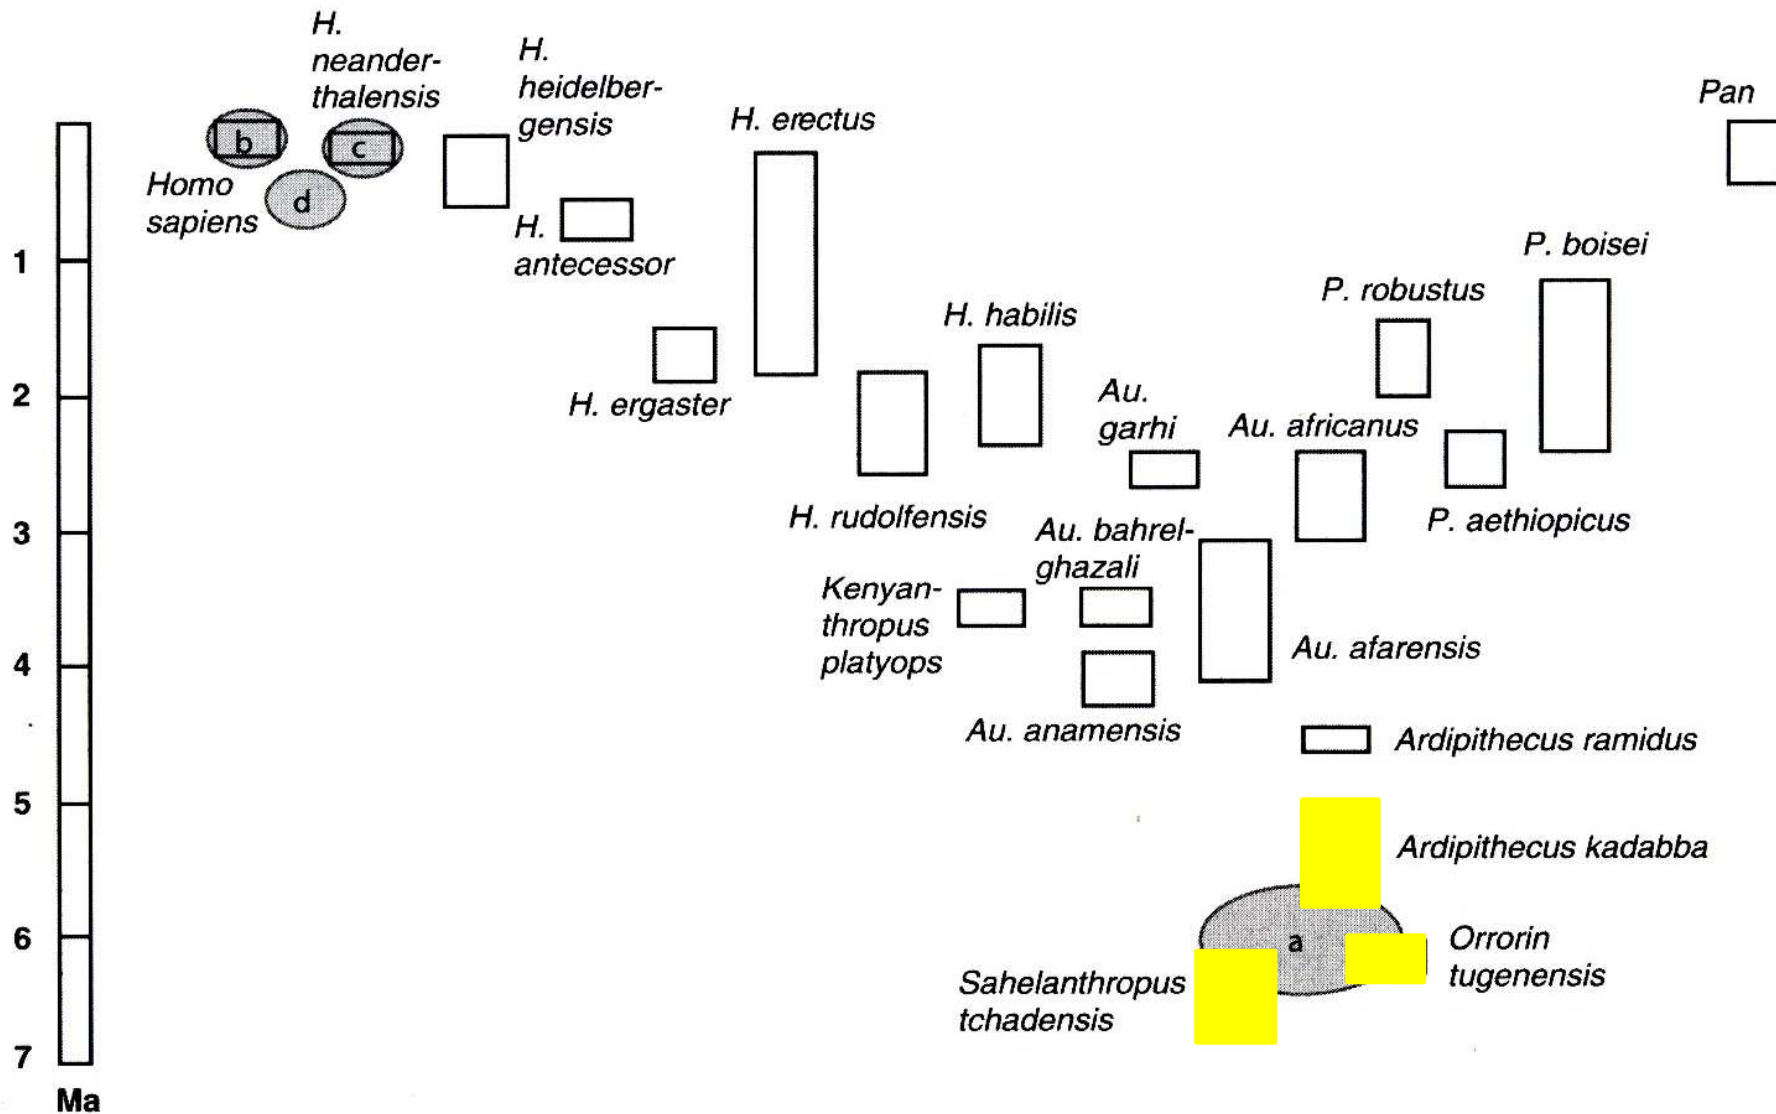 H.
neander-
thalensis
H.
heidelber-
gensis
H. erectus
Pan
b
c
d
Homo
sapiens
H.
antecessor
P. boisei
1
P. robustus
H. habilis
H. ergaster
2
Au.
garhi
Au. africanus
H. rudolfensis
P. aethiopicus
3
Au. bahrel-
ghazali
Kenyan-
thropus
platyops
4
Au. afarensis
Au. anamensis
Ardipithecus ramidus
5
Ardipithecus kadabba
6
a
Orrorin
tugenensis
Sahelanthropus
tchadensis
7
Ma